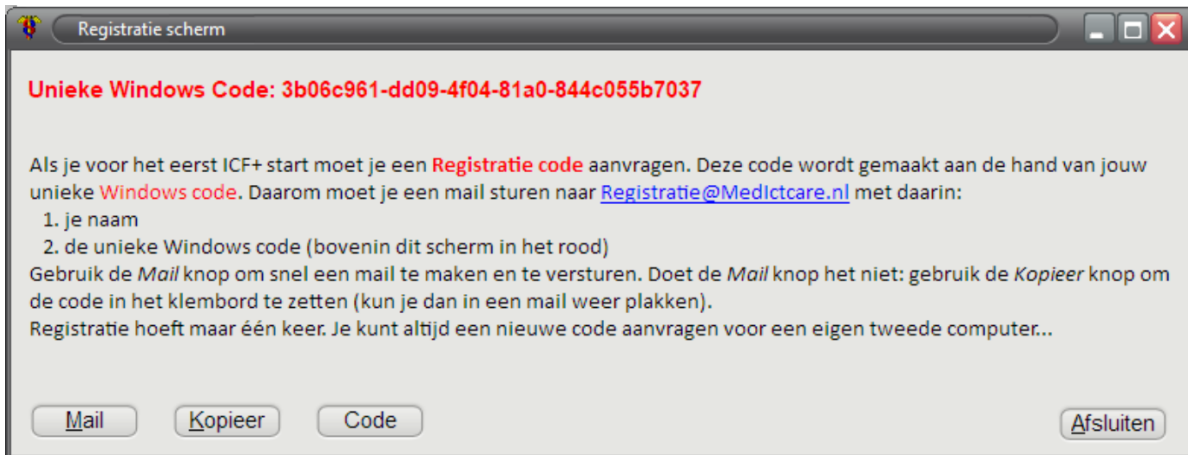 Registratie scherm
Unieke Windows Code: 3b06c961-dd09-4f04-81a0-844c055b7037
Als je voor het eerst ICF+ start moet je een Registratie code aanvragen. Deze code wordt gemaakt aan de hand van jouw
unieke Windows code. Daarom moet je een mail sturen naar Registratie@MedIctcare.nl met daarin:
1. je naam
2. de unieke Windows code (bovenin dit scherm in het rood)
Gebruik de Mail knop om snel een mail te maken en te versturen. Doet de Mail knop het niet: gebruik de Kopieer knop om
de code in het klembord te zetten (kun je dan in een mail weer plakken).
Registratie hoeft maar één keer. Je kunt altijd een nieuwe code aanvragen voor een eigen tweede computer...
Mail Kopieer Code Afsluiten